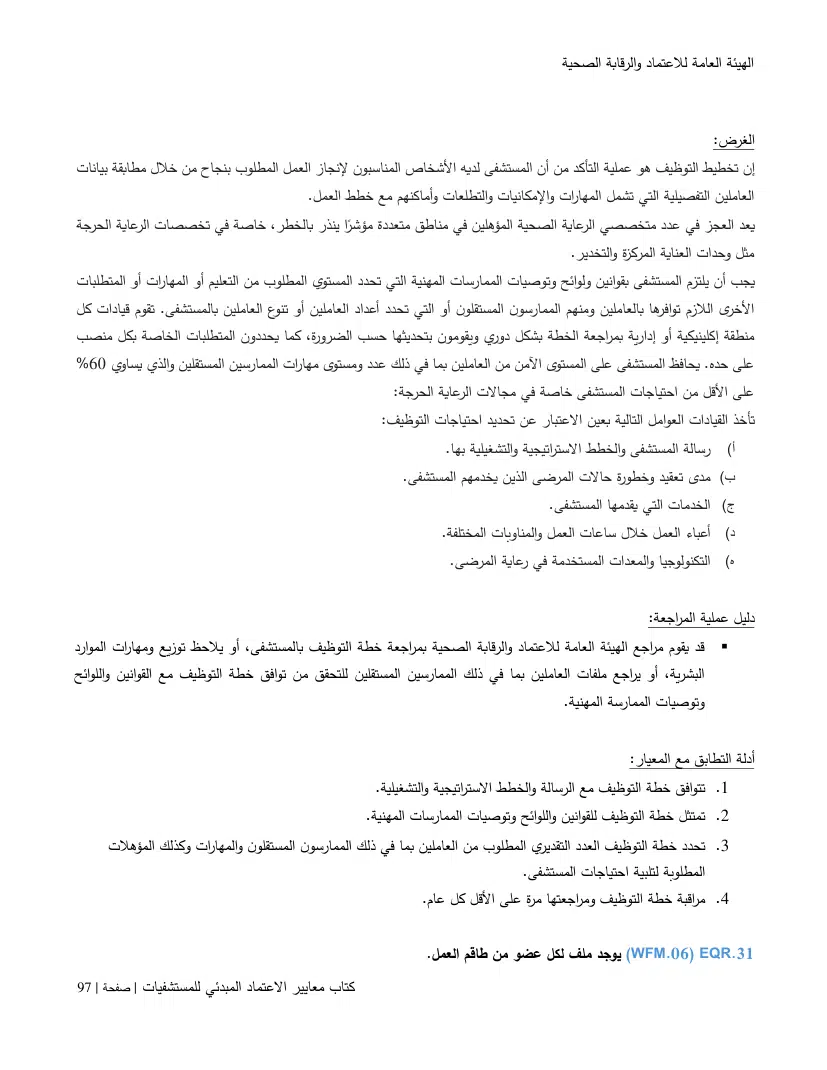 الهيئة العامة للاعتماد والرقابة الصحية
الغرض:
إن تخطيط التوظيف هو عملية التأكد من أن المستشفى لديه الأشخاص المناسبون لإنجاز العمل المطلوب بنجاح من خلال مطابقة بيانات
العاملين التفصيلية التي تشمل المهارات والإمكانيات والتطلعات وأماكنهم مع خطط العمل.
يعد العجز في عدد متخصصي الرعاية الصحية المؤهلين في مناطق متعددة مؤشرًا ينذر بالخطر، خاصة في تخصصات الرعاية الحرجة
مثل وحدات العناية المركزة والتخدير.
يجب أن يلتزم المستشفى بقوانين ولوائح وتوصيات الممارسات المهنية التي تحدد المستوي المطلوب من التعليم أو المهارات أو المتطلبات
الأخرى اللازم توافرها بالعاملين ومنهم الممارسون المستقلون أو التي تحدد أعداد العاملين أو تنوع العاملين بالمستشفى. تقوم قيادات كل
منطقة إكلينيكية أو إدارية بمراجعة الخطة بشكل دوري ويقومون بتحديثها حسب الضرورة، كما يحددون المتطلبات الخاصة بكل منصب
على حده. يحافظ المستشفى على المستوى الآمن من العاملين بما في ذلك عدد ومستوى مهارات الممارسين المستقلين والذي يساوي 60%
على الأقل من احتياجات المستشفى خاصة في مجالات الرعاية الحرجة:
تأخذ القيادات العوامل التالية بعين الاعتبار عن تحديد احتياجات التوظيف:
أ) رسالة المستشفى والخطط الاستراتيجية والتشغيلية بها.
ب) مدى تعقيد وخطورة حالات المرضى الذين يخدمهم المستشفى.
ج) الخدمات التي يقدمها المستشفى.
د) أعباء العمل خلال ساعات العمل والمناوبات المختلفة.
ه) التكنولوجيا والمعدات المستخدمة في رعاية المرضى.
دليل عملية المراجعة:
▪ قد يقوم مراجع الهيئة العامة للاعتماد والرقابة الصحية بمراجعة خطة التوظيف بالمستشفى، أو يلاحظ توزيع ومهارات الموارد
البشرية، أو يراجع ملفات العاملين بما في ذلك الممارسين المستقلين للتحقق من توافق خطة التوظيف مع القوانين واللوائح
وتوصيات الممارسة المهنية.
أدلة التطابق مع المعيار:
1. تتوافق خطة التوظيف مع الرسالة والخطط الاستراتيجية والتشغيلية.
2. تمتثل خطة التوظيف للقوانين واللوائح وتوصيات الممارسات المهنية.
3. تحدد خطة التوظيف العدد التقديري المطلوب من العاملين بما في ذلك الممارسون المستقلون والمهارات وكذلك المؤهلات
المطلوبة لتلبية احتياجات المستشفى.
4. مراقبة خطة التوظيف ومراجعتها مرة على الأقل كل عام.
EQR.31 (WFM.06) يوجد ملف لكل عضو من طاقم العمل.
كتاب معايير الاعتماد المبدئي للمستشفيات | صفحة | 97